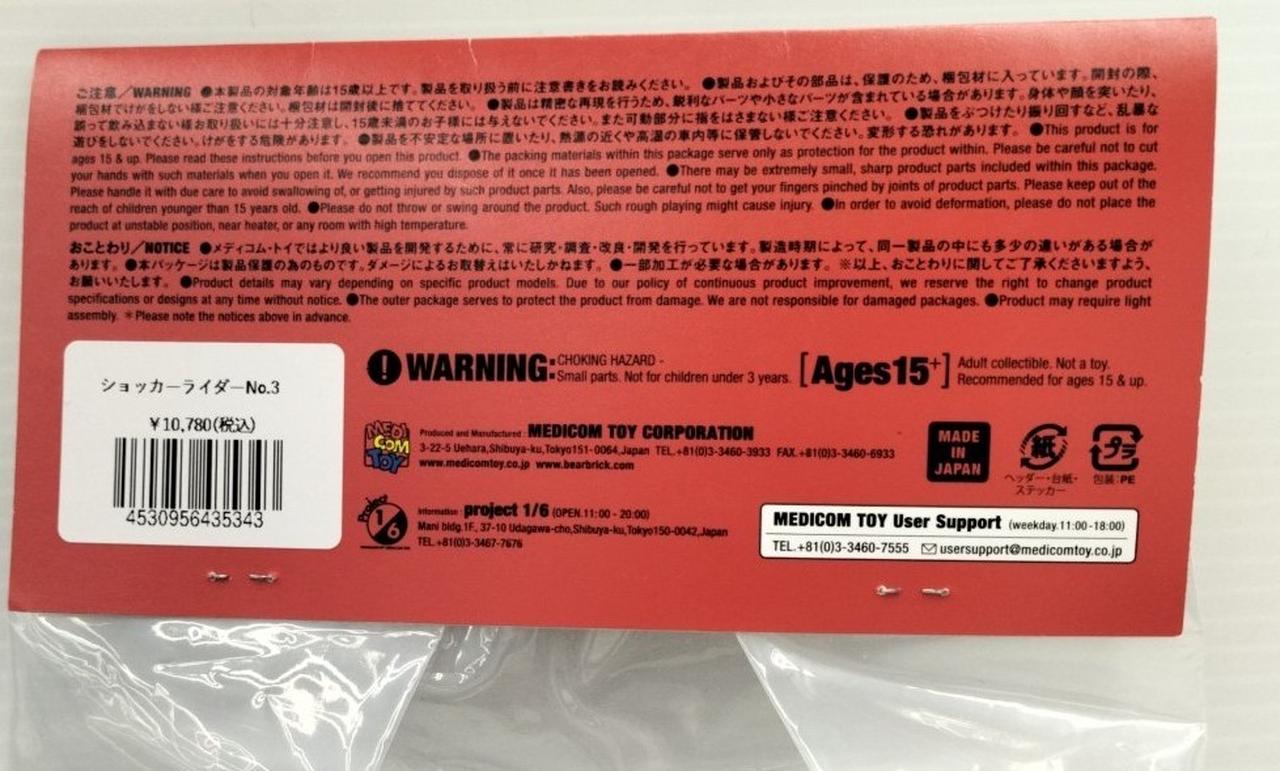 ご注意／WARNING ●本製品の対象年齢は15歳以上です。製品を取り扱う前に注意書きをお読みください。 ●製品およびその部品は、保護のため、梱包材に入っています。開封の際、
梱包材でけがをしない様ご注意ください。梱包材は開封後に捨ててください。 ●製品は精密な再現を行うため、鋭利なパーツや小さなパーツが含まれている場合があります。身体や顔を突いたり、
誤って飲み込まない様お取り扱いには十分注意し、15歳未満のお子様には与えないでください。また可動部分に指をはさまない様ご注意ください。 ●製品をぶつけたり振り回すなど、乱暴な
遊びをしないでください。けがをする危険があります。 ●製品を不安定な場所に置いたり、熱源の近くや高温の車内等に保管しないでください。変形する恐れがあります。 ●This product is for
ages 15 & up. Please read these instructions before you open this product. ●The packing materials within this package serve only as protection for the product within. Please be careful not to cut
your hands with such materials when you open it. We recommend you dispose of it once it has been opened. ●There may be extremely small, sharp product parts included within this package.
Please handle it with due care to avoid swallowing of, or getting injured by such product parts. Also, please be careful not to get your fingers pinched by joints of product parts. Please keep out of the
reach of children younger than 15 years old. ●Please do not throw or swing around the product. Such rough playing might cause injury. ●In order to avoid deformation, please do not place the
product at unstable position, near heater, or any room with high temperature.
おことわり／NOTICE ●メディコム・トイではより良い製品を開発するために、常に研究・調査・改良・開発を行っています。製造時期によって、同一製品の中にも多少の違いがある場合が
あります。 ●本パッケージは製品保護の為のものです。ダメージによるお取替えはいたしかねます。 ●一部加工が必要な場合があります。 ※以上、おことわりに関してご了承くださいますよう、
お願いいたします。 ●Product details may vary depending on specific product models. Due to our policy of continuous product improvement, we reserve the right to change product
specifications or designs at any time without notice. ●The outer package serves to protect the product from damage. We are not responsible for damaged packages. ●Product may require light
assembly. ＊Please note the notices above in advance.
ショッカーライダーNo.3
￥10,780(税込)
4530956435343
WARNING: CHOKING HAZARD -
Small parts. Not for children under 3 years.
[Ages15+]
Adult collectible. Not a toy.
Recommended for ages 15 & up.
MEDI
COM
TOY
Produced and Manufactured : MEDICOM TOY CORPORATION
3-22-5 Uehara,Shibuya-ku,Tokyo151-0064,Japan TEL.+81(0)3-3460-3933 FAX.+81(0)3-3460-6933
www.medicomtoy.co.jp www.bearbrick.com
MADE
IN
JAPAN
紙
ヘッダー・台紙・
ステッカー
プラ
包装:PE
Project
1/6
Information : project 1/6 (OPEN.11:00 - 20:00)
Mani bldg.1F, 37-10 Udagawa-cho,Shibuya-ku,Tokyo150-0042,Japan
TEL.+81(0)3-3467-7676
MEDICOM TOY User Support (weekday.11:00-18:00)
TEL.+81(0)3-3460-7555 usersupport@medicomtoy.co.jp